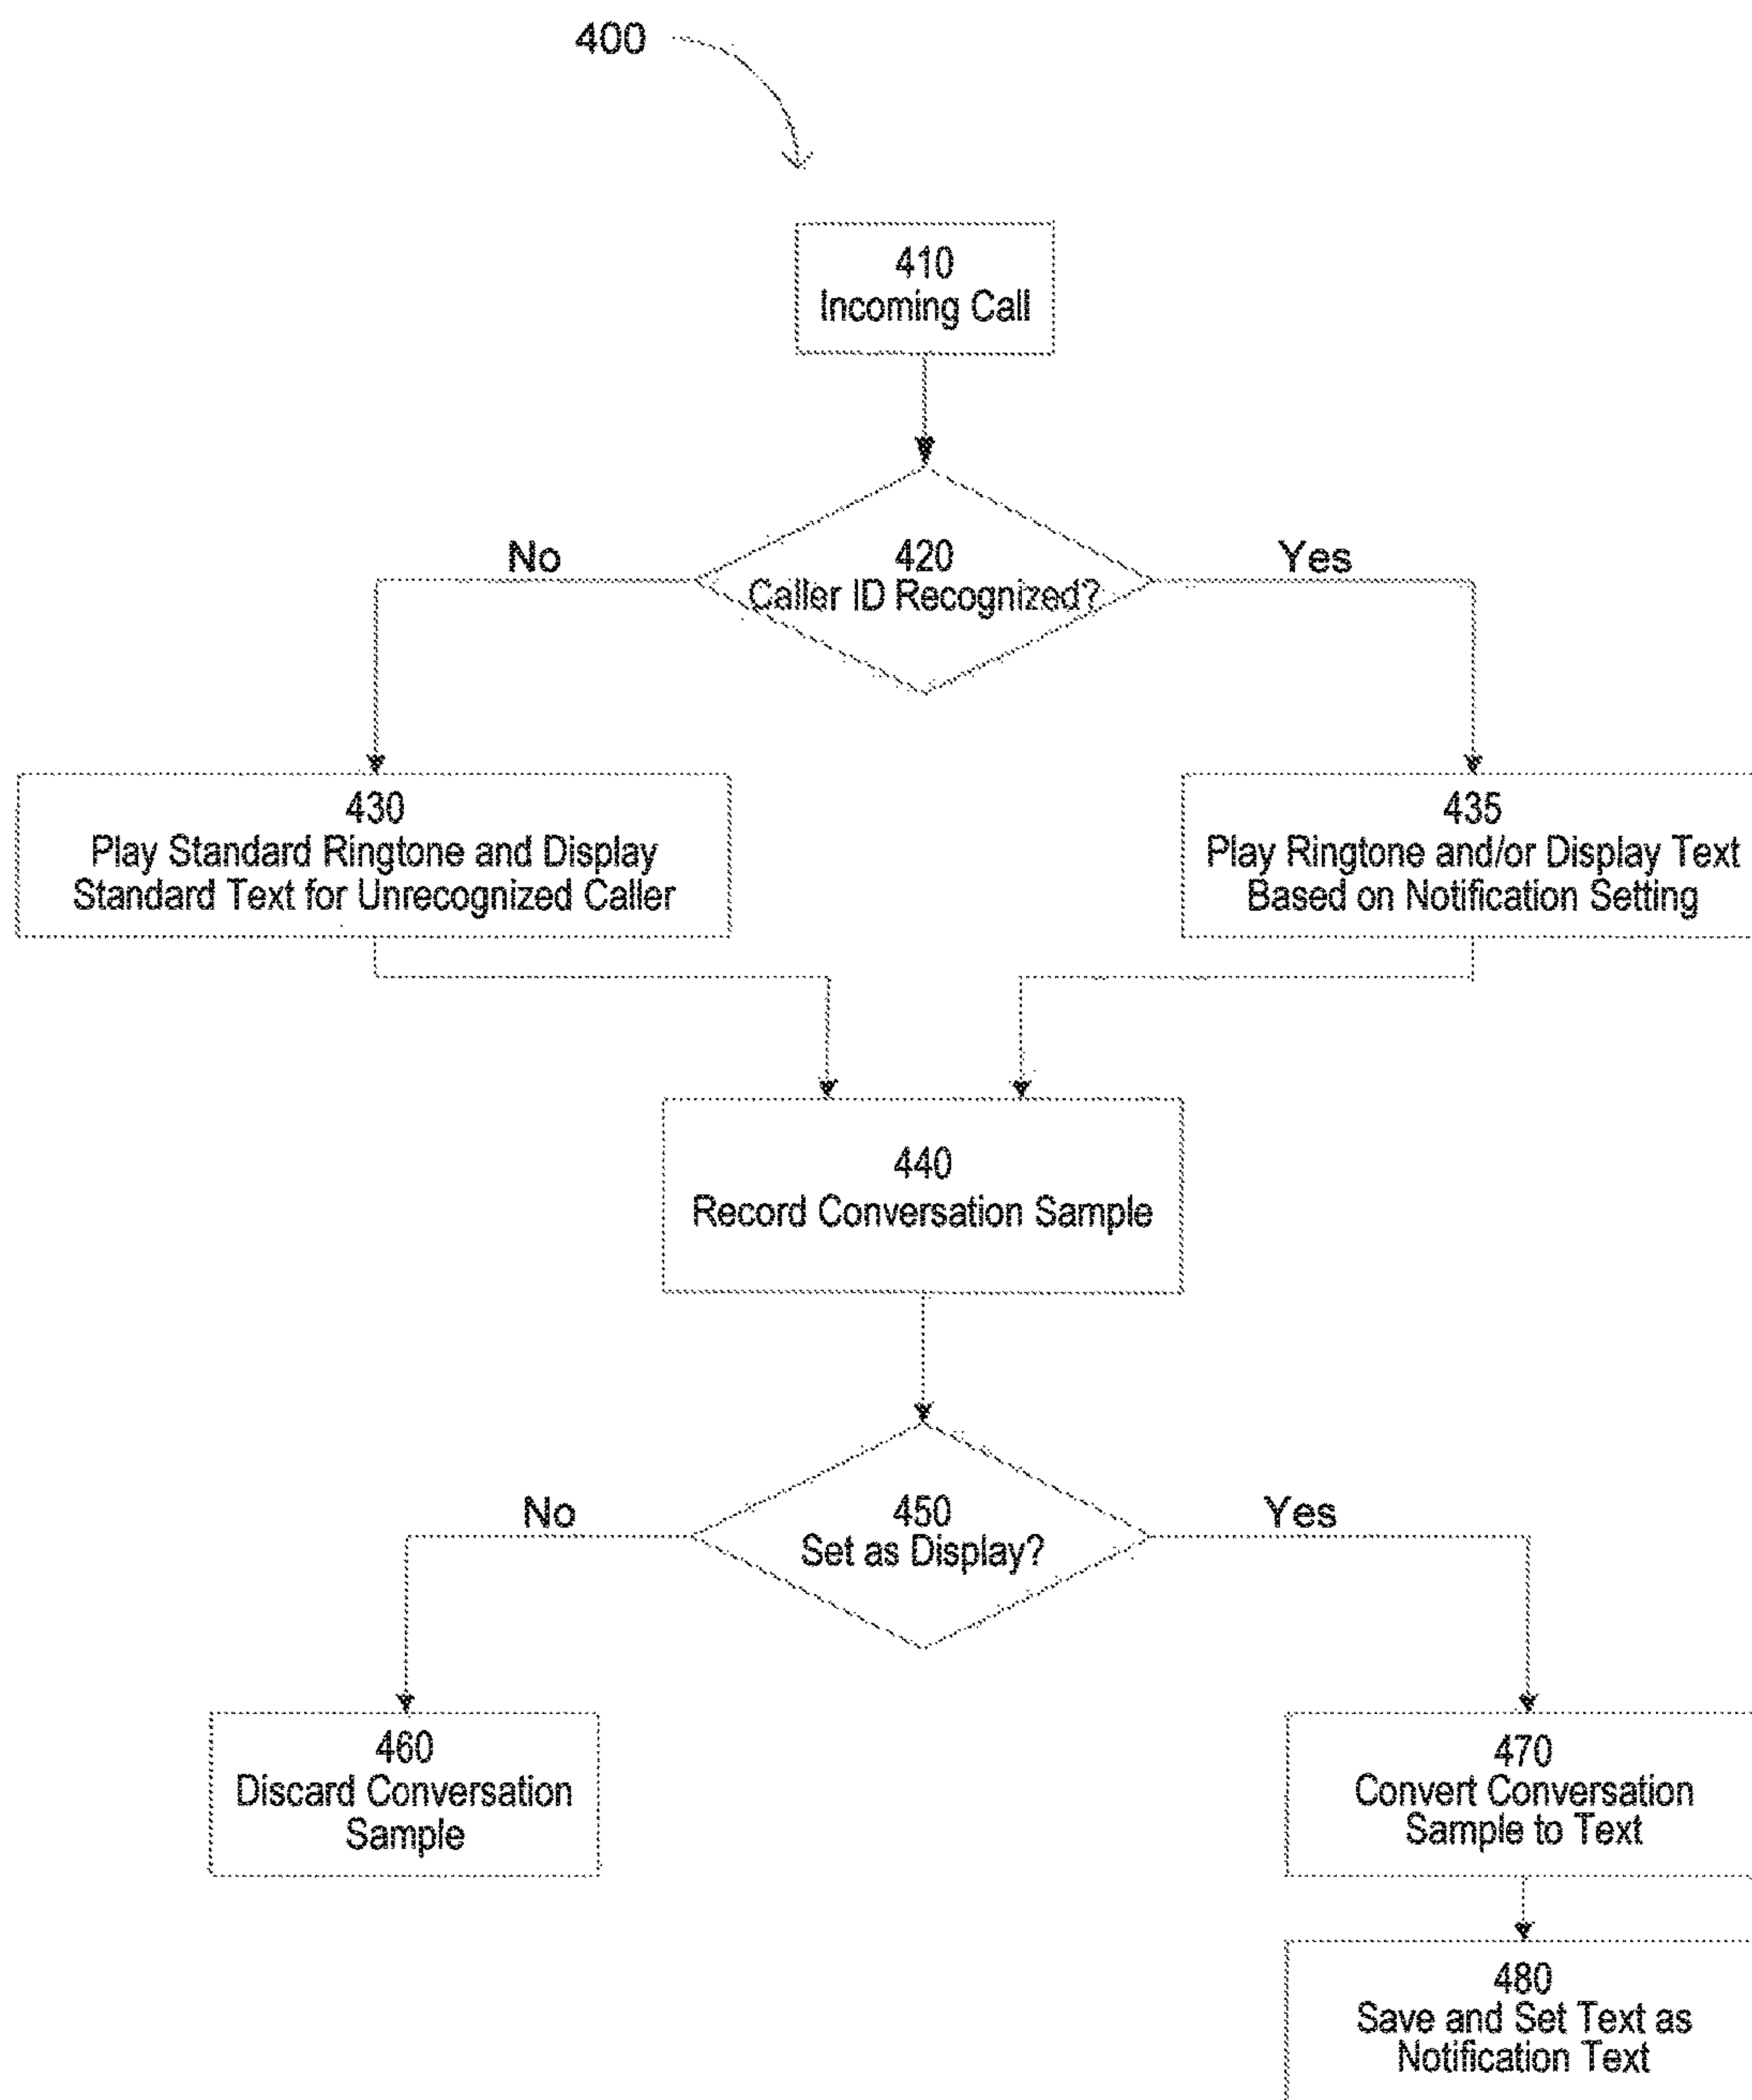 400
410
Incoming Call
420
Caller ID Recognized?
No
Yes
430
Play Standard Ringtone and Display
Standard Text for Unrecognized Caller
435
Play Ringtone and/or Display Text
Based on Notification Setting
440
Record Conversation Sample
450
Set as Display?
No
Yes
460
Discard Conversation
Sample
470
Convert Conversation
Sample to Text
480
Save and Set Text as
Notification Text